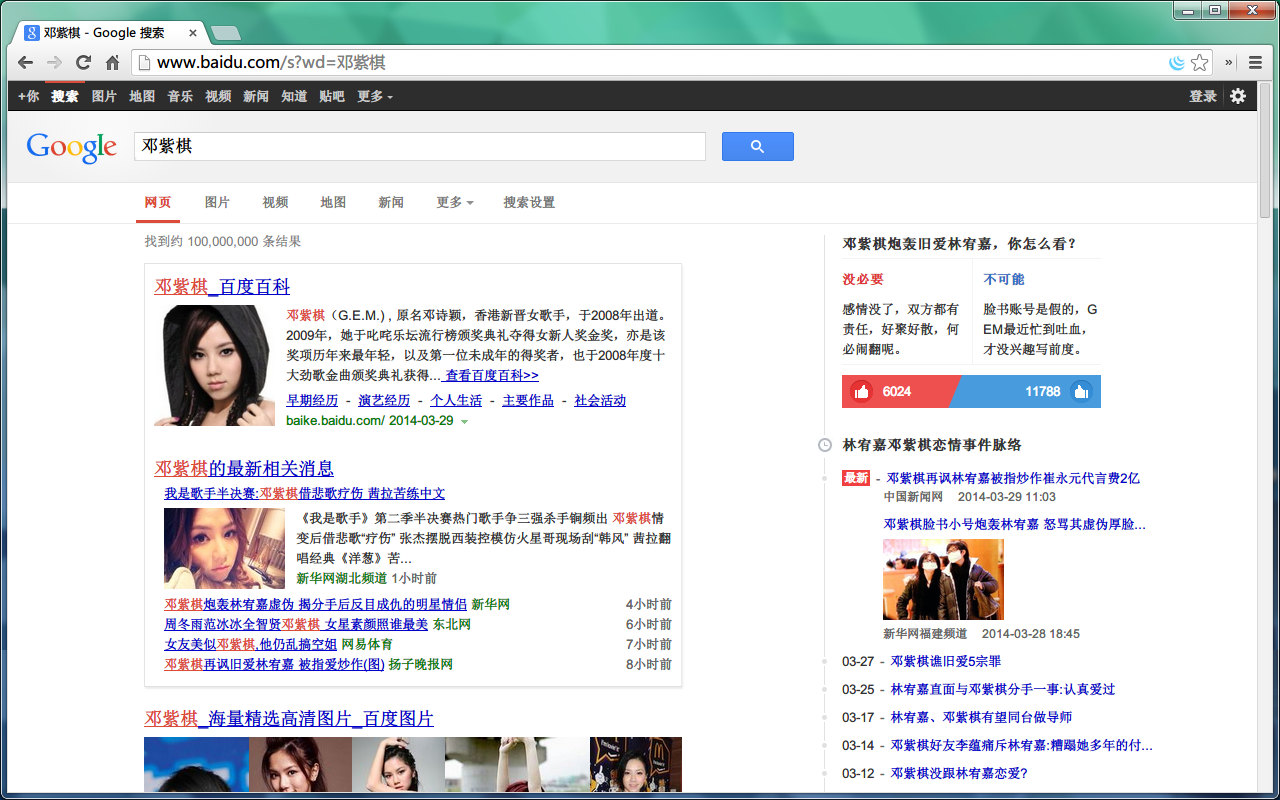 邓紫棋 - Google 搜索
www.baidu.com/s?wd=邓紫棋
+你 搜索 图片 地图 音乐 视频 新闻 知道 贴吧 更多 登录
Google 邓紫棋
网页 图片 视频 地图 新闻 更多 搜索设置
找到约 100,000,000 条结果
邓紫棋_百度百科
邓紫棋（G.E.M.) , 原名邓诗颖，香港新晋女歌手，于2008年出道。
2009年，她于叱咤乐坛流行榜颁奖典礼夺得女新人奖金奖，亦是该
奖项历年来最年轻，以及第一位未成年的得奖者，也于2008年度十
大劲歌金曲颁奖典礼获得... 查看百度百科>>
早期经历 - 演艺经历 - 个人生活 - 主要作品 - 社会活动
baike.baidu.com/ 2014-03-29
邓紫棋的最新相关消息
我是歌手半决赛:邓紫棋借悲歌疗伤 茜拉苦练中文
《我是歌手》第二季半决赛热门歌手争三强杀手锏频出 邓紫棋情
变后借悲歌“疗伤” 张杰摆脱西装控模仿火星哥现场刮“韩风” 茜拉翻
唱经典《洋葱》苦...
新华网湖北频道 1小时前
邓紫棋炮轰林宥嘉虚伪 揭分手后反目成仇的明星情侣 新华网 4小时前
周冬雨范冰冰全智贤邓紫棋 女星素颜照谁最美 东北网 6小时前
女友美似邓紫棋,他仍乱搞空姐 网易体育 7小时前
邓紫棋再讽旧爱林宥嘉 被指爱炒作(图) 扬子晚报网 8小时前
邓紫棋_海量精选高清图片_百度图片
邓紫棋炮轰旧爱林宥嘉，你怎么看？
没必要
感情没了，双方都有
责任，好聚好散，何
必闹翻呢。
不可能
脸书账号是假的，G
EM最近忙到吐血，
才没兴趣写前度。
6024 11788
林宥嘉邓紫棋恋情事件脉络
最新 - 邓紫棋再讽林宥嘉被指炒作崔永元代言费2亿
中国新闻网 2014-03-29 11:03
邓紫棋脸书小号炮轰林宥嘉 怒骂其虚伪厚脸...
新华网福建频道 2014-03-28 18:45
03-27 - 邓紫棋谯旧爱5宗罪
03-25 - 林宥嘉直面与邓紫棋分手一事:认真爱过
03-17 - 林宥嘉、邓紫棋有望同台做导师
03-14 - 邓紫棋好友李蕴痛斥林宥嘉:糟蹋她多年的付...
03-12 - 邓紫棋没跟林宥嘉恋爱?